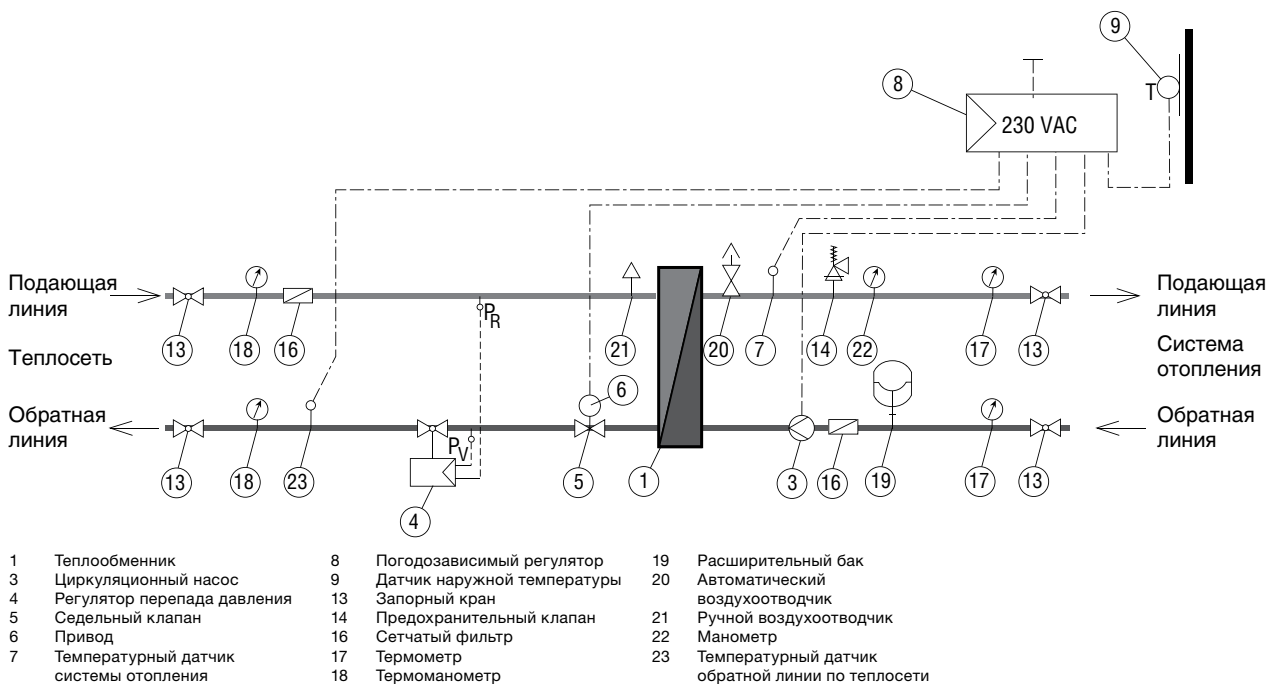 9
8
T
230 VAC
Подающая
линия
13
18
16
P
R
21
20
7
14
22
17
13
Подающая
линия
Теплосеть
Система
отопления
6
Обратная
линия
13
18
23
P
V
4
5
1
3
16
19
17
13
Обратная
линия
1 Теплообменник
3 Циркуляционный насос
4 Регулятор перепада давления
5 Седельный клапан
6 Привод
7 Температурный датчик
системы отопления
8 Погодозависимый регулятор
9 Датчик наружной температуры
13 Запорный кран
14 Предохранительный клапан
16 Сетчатый фильтр
17 Термометр
18 Термоманометр
19 Расширительный бак
20 Автоматический
воздухоотводчик
21 Ручной воздухоотводчик
22 Манометр
23 Температурный датчик
обратной линии по теплосети